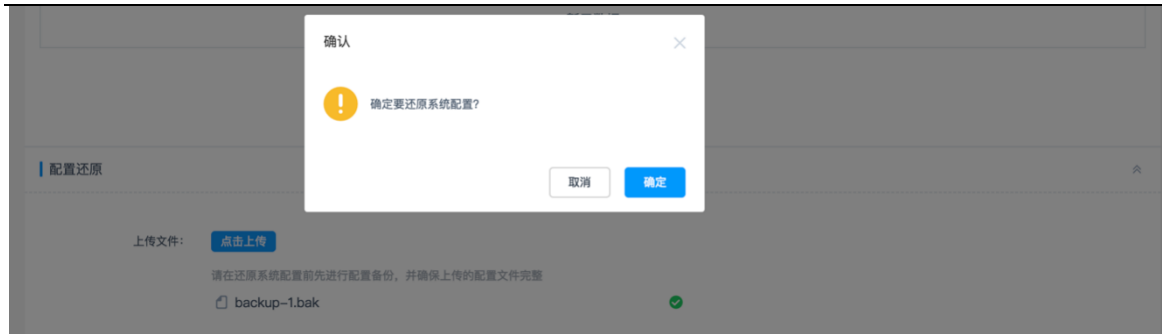 确认
确定要还原系统配置?
取消
确定
配置还原
上传文件:
点击上传
请在还原系统配置前先进行配置备份，并确保上传的配置文件完整
backup-1.bak